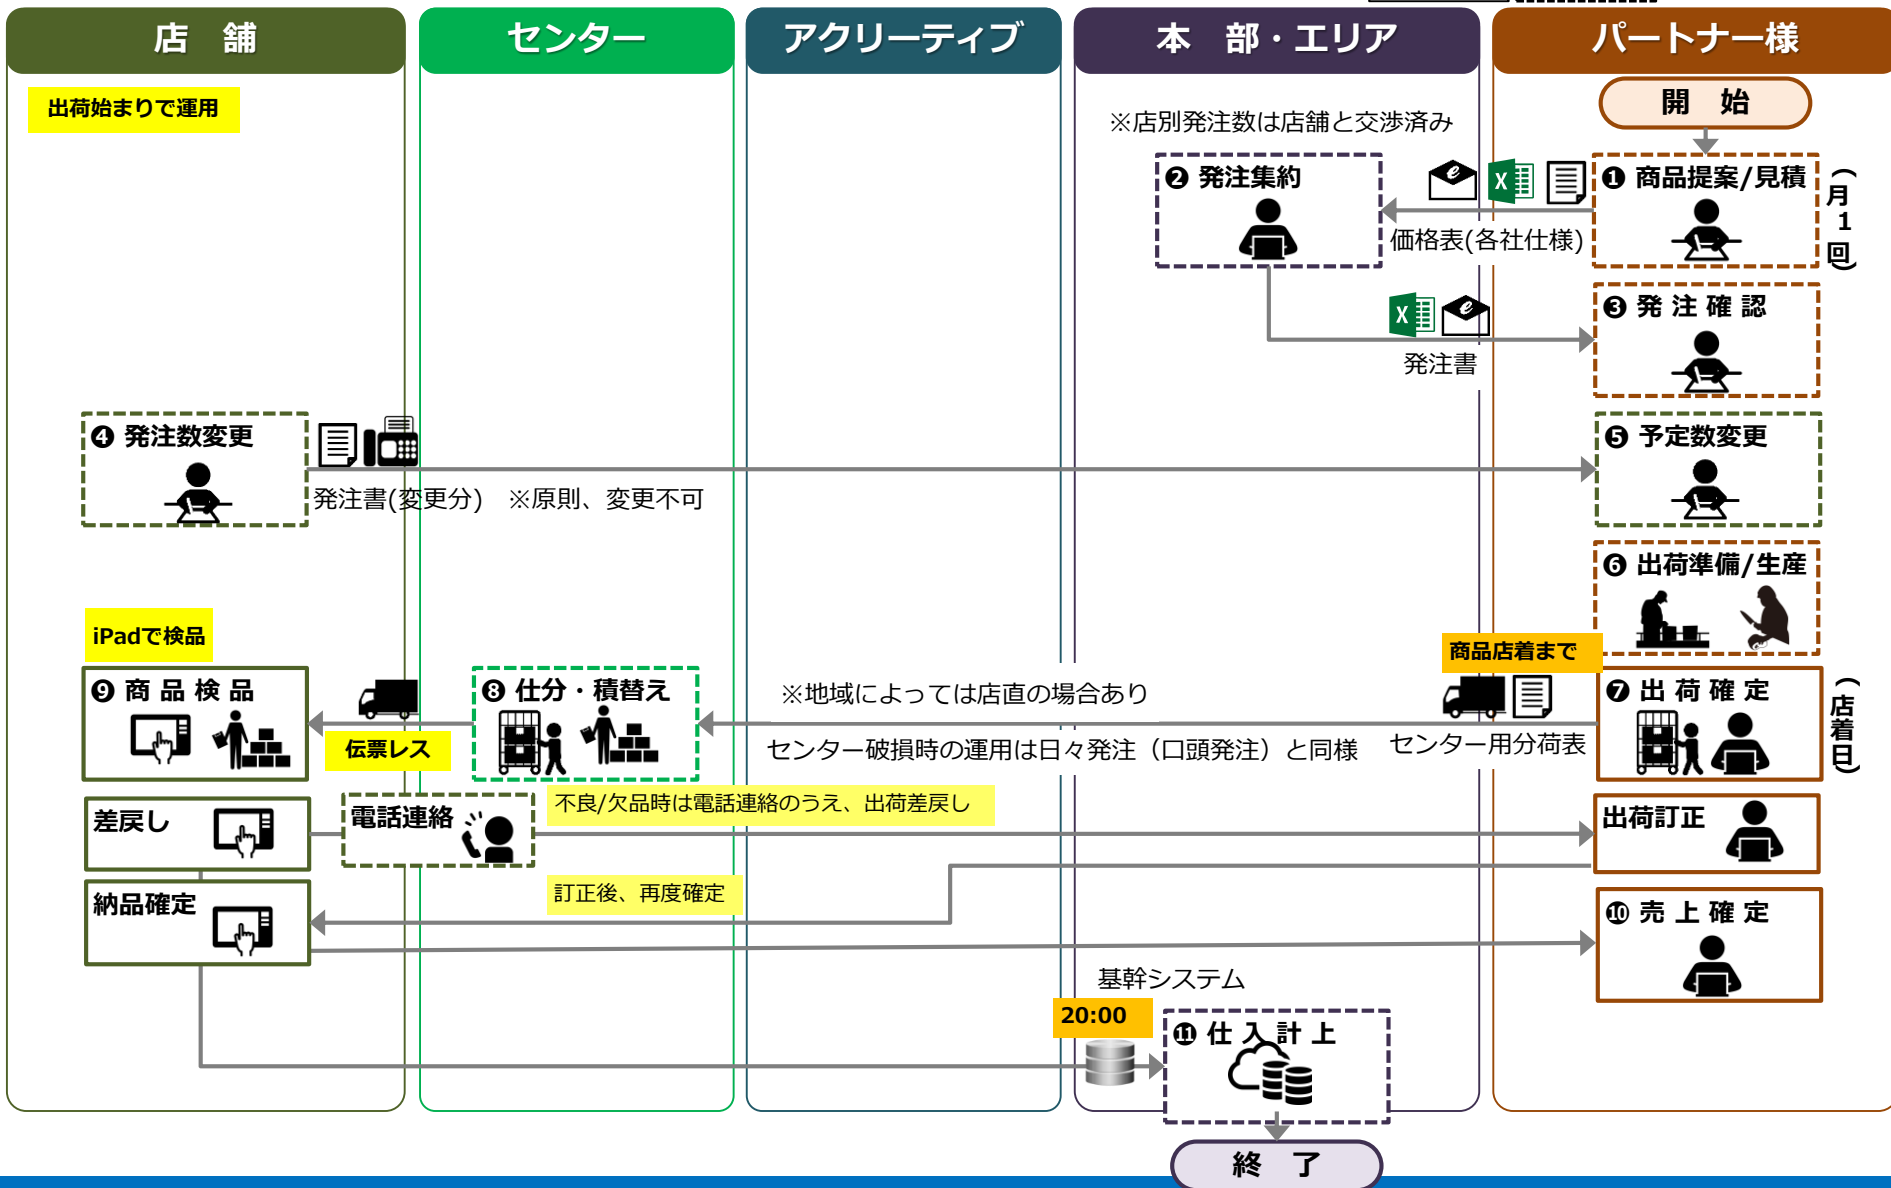 店　舗
センター
アクリーティブ
本　部・エリア
パートナー様
出荷始まりで運用
開　始
※店別発注数は店舗と交渉済み
❷ 発注集約
❶ 商品提案/見積
(月1回)
価格表(各社仕様)
❸ 発 注 確 認
発注書
❹ 発注数変更
❺ 予定数変更
発注書(変更分)　※原則、変更不可
❻ 出荷準備/生産
iPadで検品
商品店着まで
❾ 商 品 検 品
❽ 仕分・積替え
※地域によっては店直の場合あり
❼ 出 荷 確 定
(店着日)
伝票レス
センター破損時の運用は日々発注（口頭発注）と同様
センター用分荷表
差戻し
電話連絡
不良/欠品時は電話連絡のうえ、出荷差戻し
出荷訂正
納品確定
訂正後、再度確定
❿ 売 上 確 定
基幹システム
20:00
⓫ 仕 入 計 上
終　了